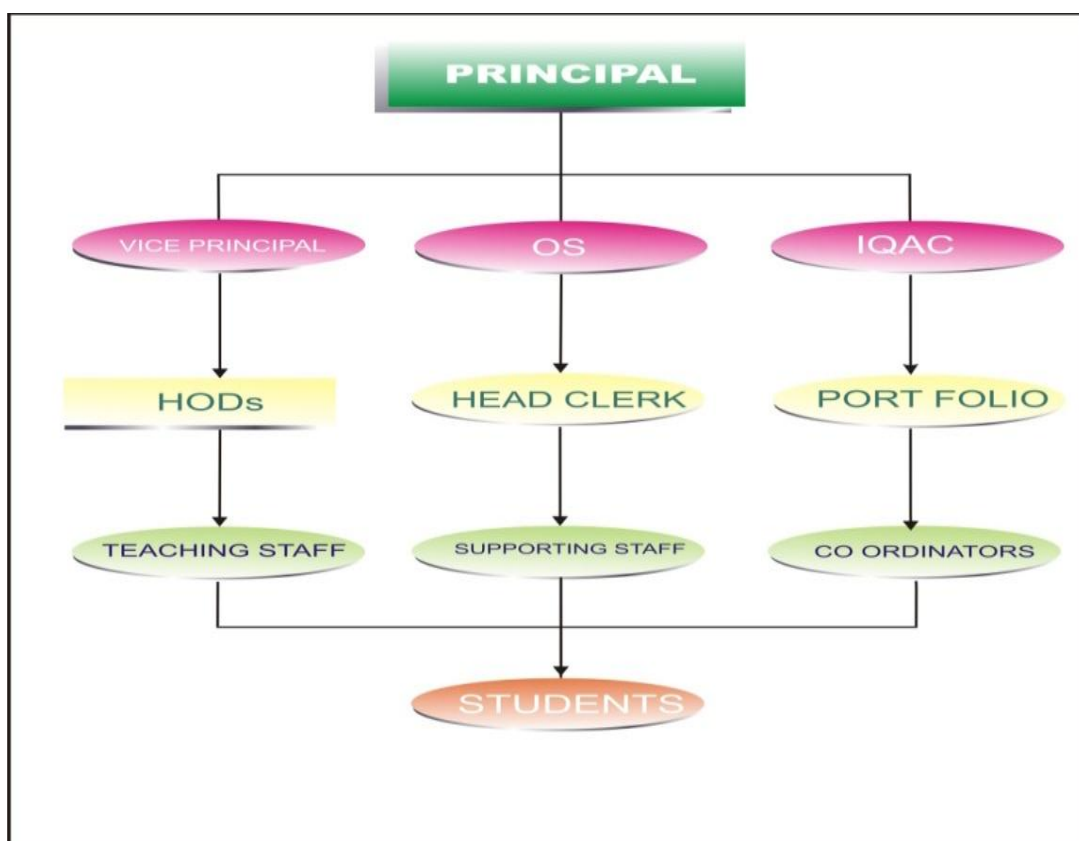 PRINCIPAL
VICE PRINCIPAL
OS
IQAC
HODs
HEAD CLERK
PORT FOLIO
TEACHING STAFF
SUPPORTING STAFF
CO ORDINATORS
STUDENTS